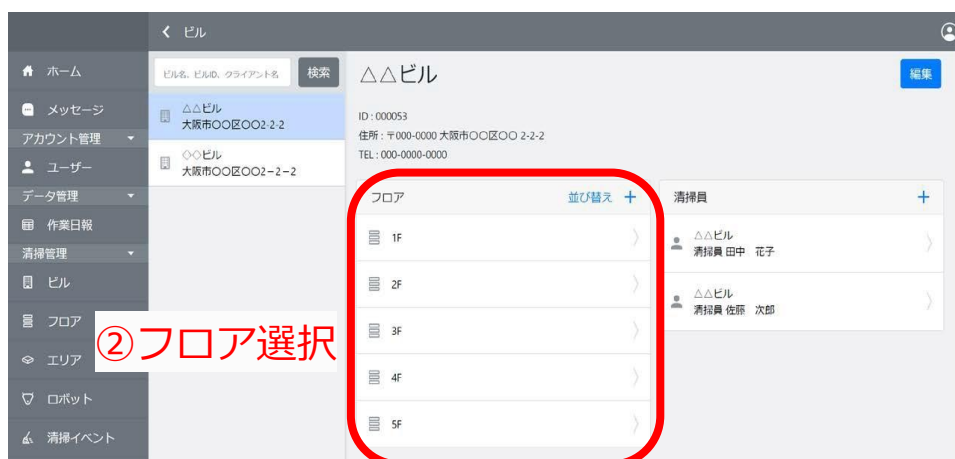 ビル
ホーム
メッセージ
アカウント管理
ユーザー
データ管理
作業日報
清掃管理
ビル
フロア
エリア
ロボット
清掃イベント
②フロア選択
ビル名、ビルID、クライアント名
検索
△△ビル
大阪市〇〇区〇〇2-2-2
◇◇ビル
大阪市〇〇区〇〇2−2−2
△△ビル
編集
ID : 000053
住所 : 〒000-0000 大阪市〇〇区〇〇 2-2-2
TEL : 000-0000-0000
フロア 並び替え +
1F
2F
3F
4F
5F
清掃員 +
△△ビル
清掃員 田中 花子
△△ビル
清掃員 佐藤 次郎